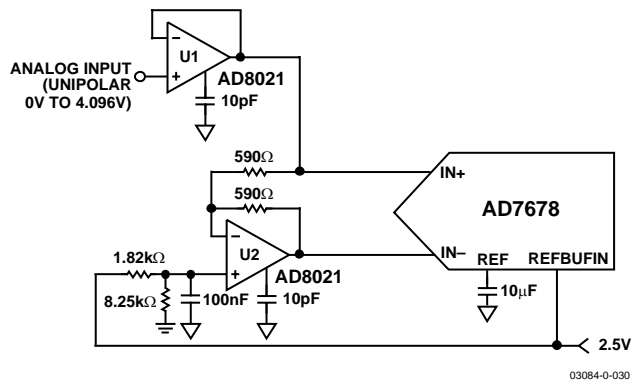 U1
ANALOG INPUT
(UNIPOLAR
0V TO 4.096V)
AD8021
10pF
590Ω
590Ω
IN+
AD7678
U2
1.82kΩ
IN–
REF
REFBUFIN
AD8021
8.25kΩ
100nF
10pF
10μF
2.5V
03084-0-030